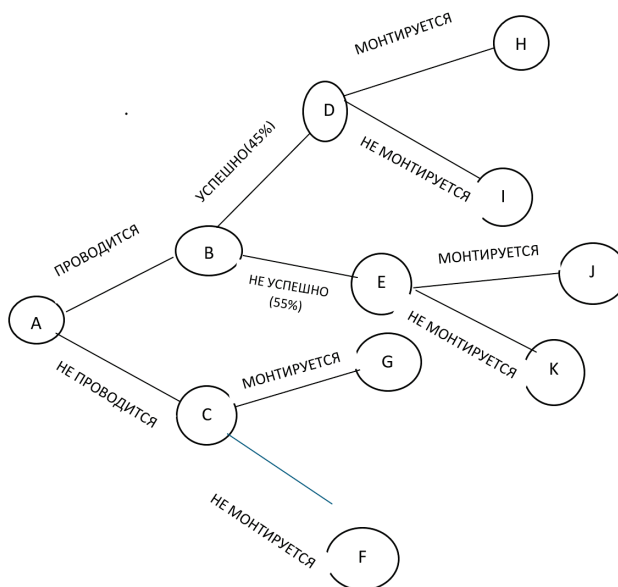 МОНТИРУЕТСЯ
H
D
НЕ МОНТИРУЕТСЯ
I
УСПЕШНО(45%)
ПРОВОДИТСЯ
B
НЕ УСПЕШНО
(55%)
E
МОНТИРУЕТСЯ
J
НЕ МОНТИРУЕТСЯ
K
A
НЕ ПРОВОДИТСЯ
C
МОНТИРУЕТСЯ
G
НЕ МОНТИРУЕТСЯ
F